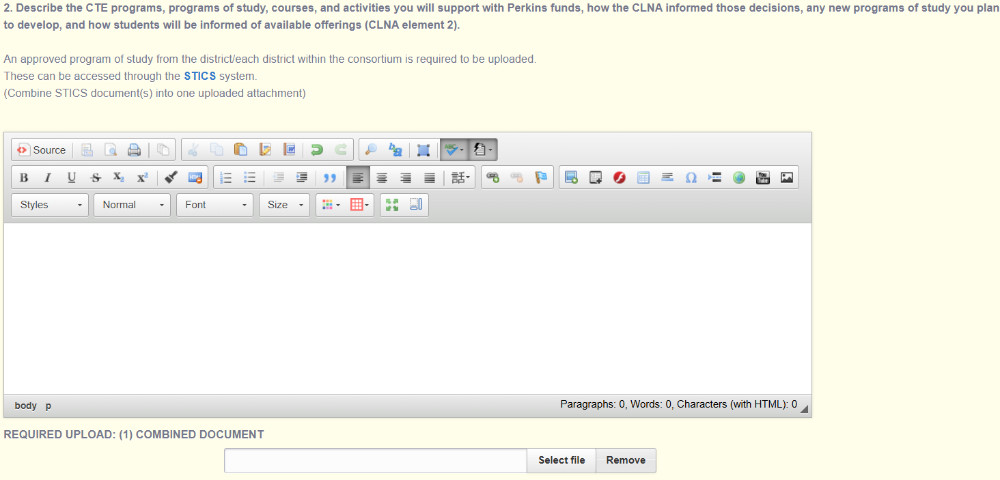 2. Describe the CTE programs, programs of study, courses, and activities you will support with Perkins funds, how the CLNA informed those decisions, any new programs of study you plan
to develop, and how students will be informed of available offerings (CLNA element 2).
An approved program of study from the district/each district within the consortium is required to be uploaded.
These can be accessed through the STICS system.
(Combine STICS document(s) into one uploaded attachment)
Source ABC
B I U S X₂ X² HTML 話 Ω You Tube
Styles Normal Font Size
body p Paragraphs: 0, Words: 0, Characters (with HTML): 0
REQUIRED UPLOAD: (1) COMBINED DOCUMENT
Select file Remove